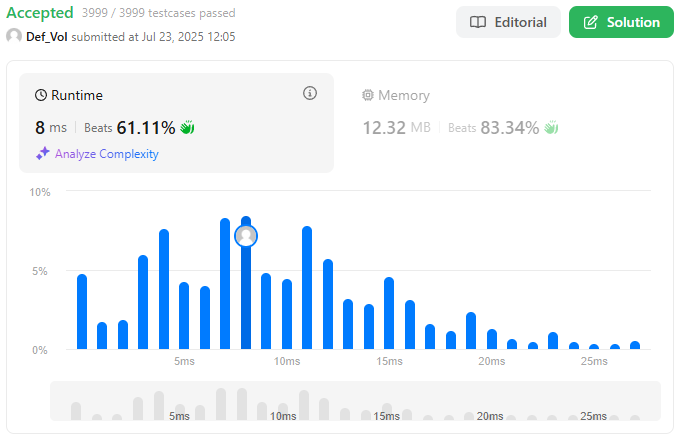 Accepted 3999 / 3999 testcases passed
Editorial
Solution
Def_Vol submitted at Jul 23, 2025 12:05
Runtime
8 ms Beats 61.11%
Analyze Complexity
Memory
12.32 MB Beats 83.34%
10%
5%
0%
5ms 10ms 15ms 20ms 25ms
5ms 10ms 15ms 20ms 25ms